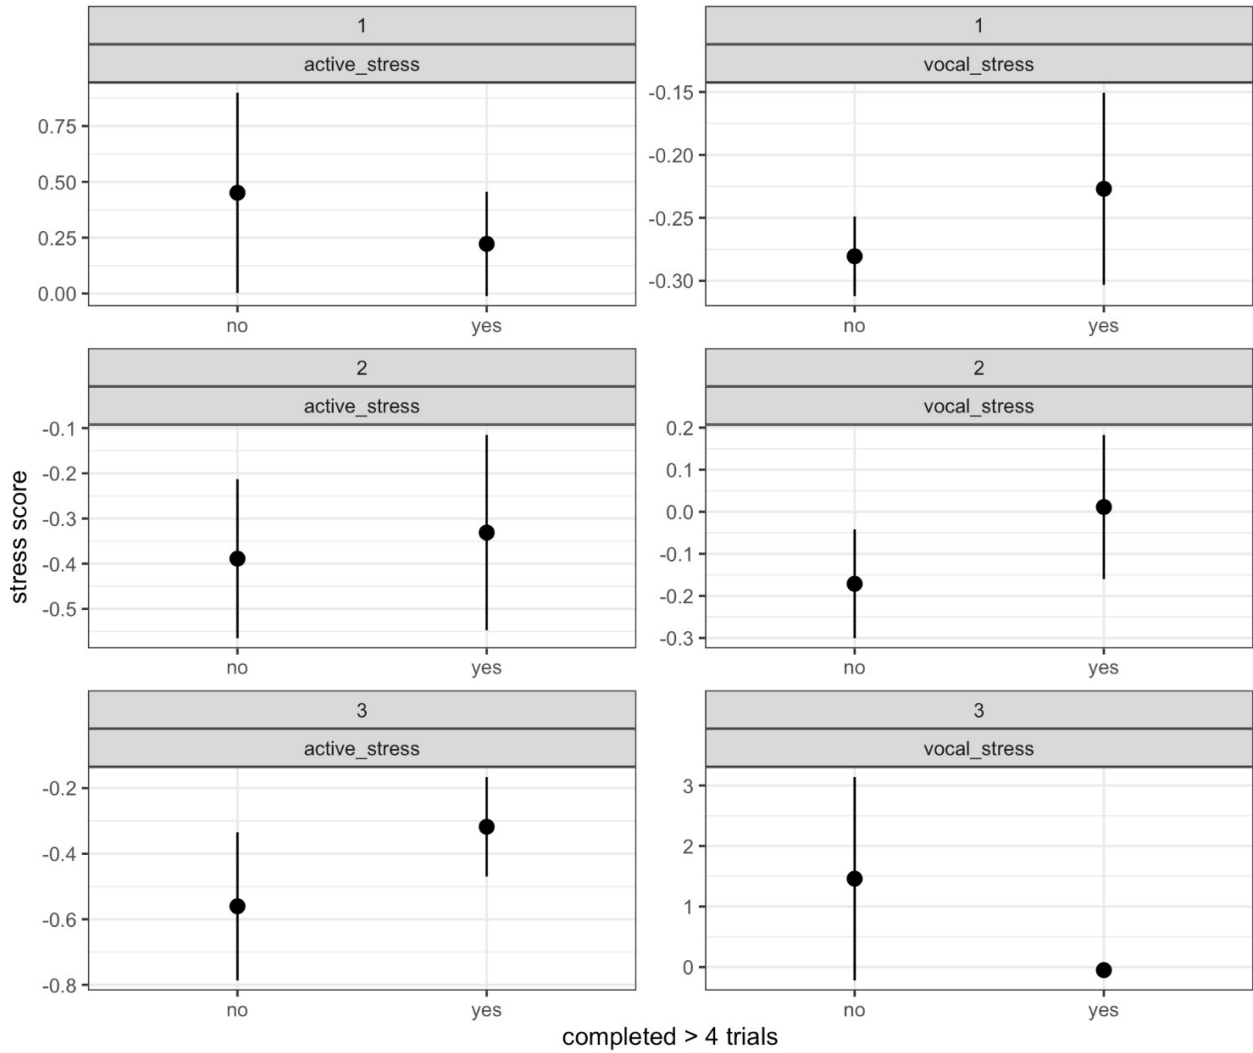 1
active_stress
0.75
0.50
0.25
0.00
no yes
1
vocal_stress
-0.15
-0.20
-0.25
-0.30
no yes
2
active_stress
-0.1
-0.2
-0.3
-0.4
-0.5
no yes
2
vocal_stress
0.2
0.1
0.0
-0.1
-0.2
-0.3
no yes
3
active_stress
-0.2
-0.4
-0.6
-0.8
no yes
3
vocal_stress
3
2
1
0
no yes
stress score
completed > 4 trials